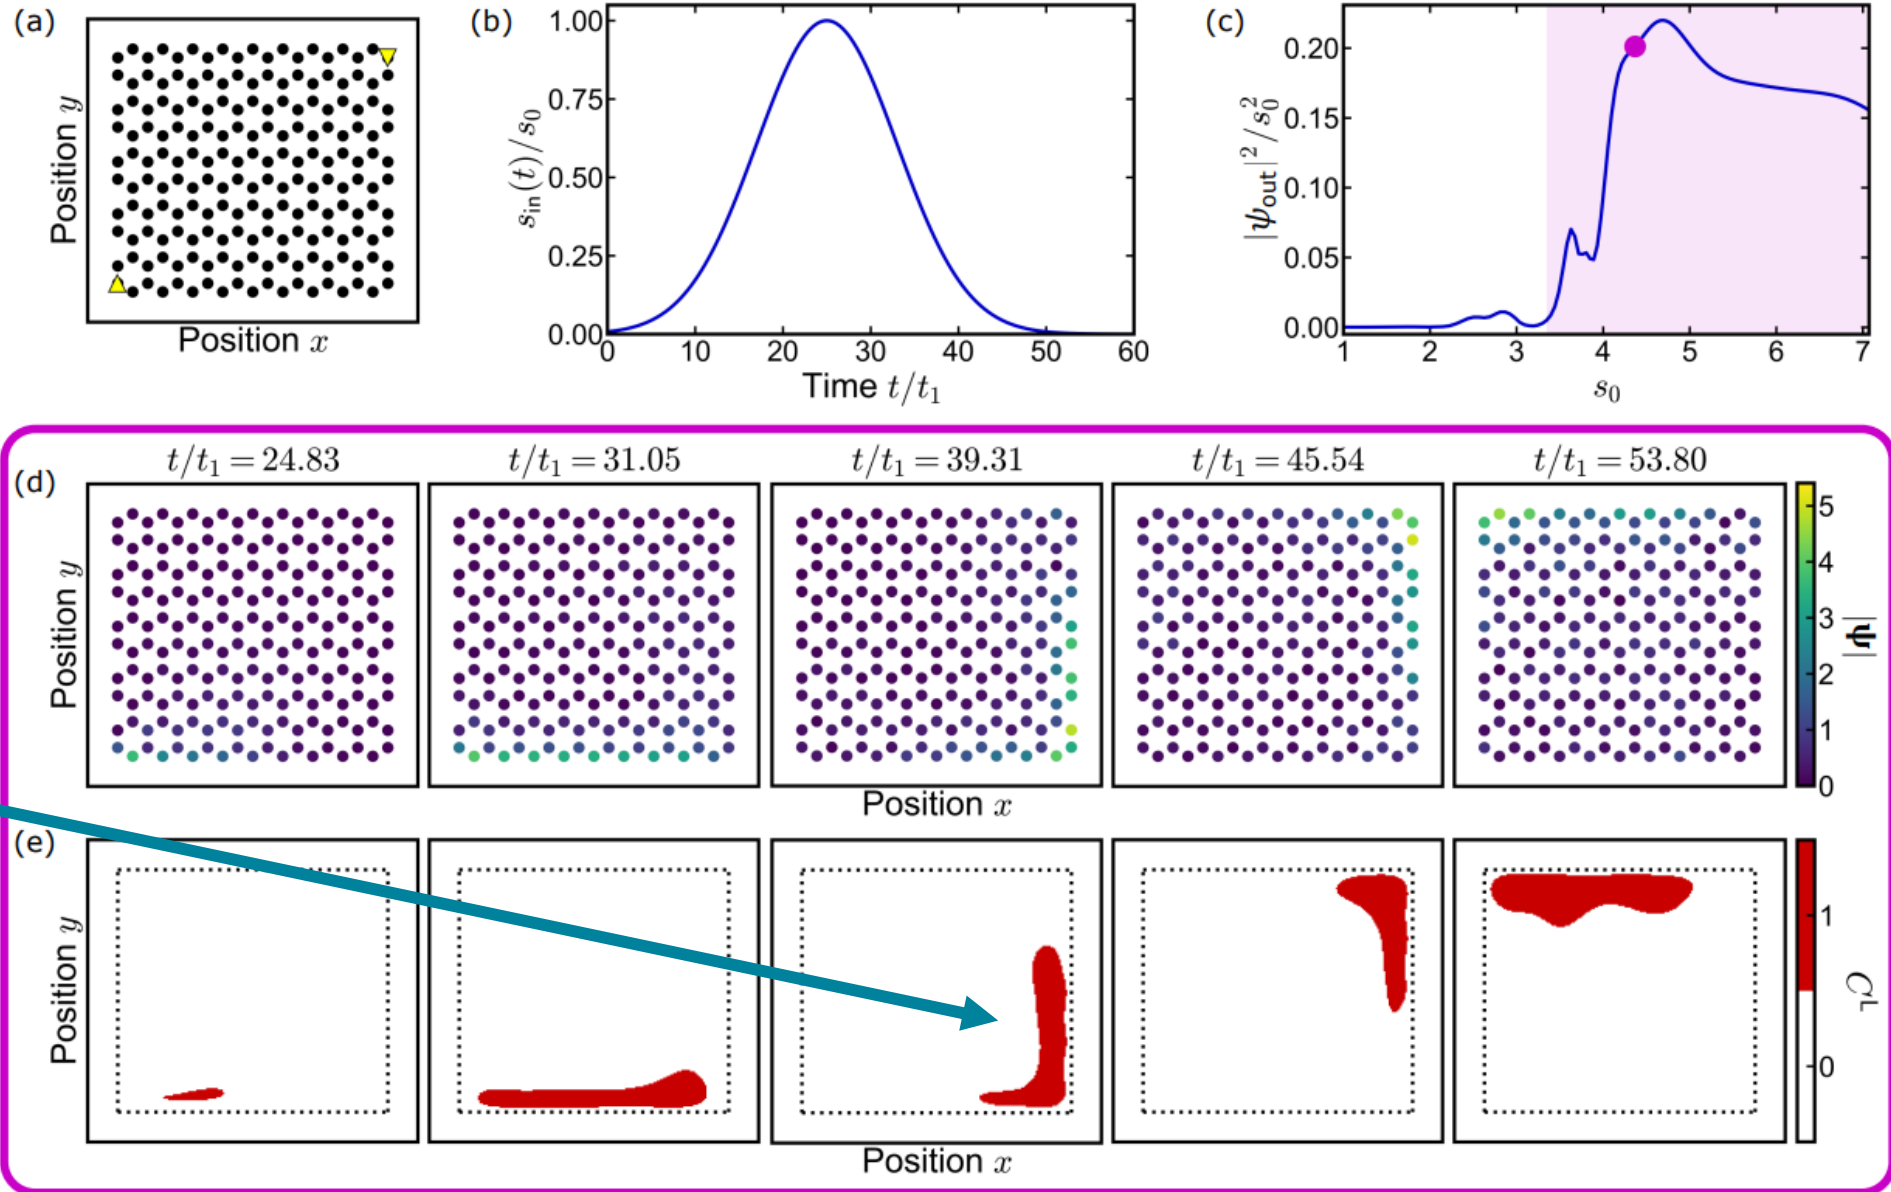 (a)
Position y
Position x
(b)
s_in(t)/s_0
1.00
0.75
0.50
0.25
0.00
0 10 20 30 40 50 60
Time t/t_1
(c)
|ψ_out|²/s_0²
0.20
0.15
0.10
0.05
0.00
1 2 3 4 5 6 7
s_0
t/t_1 = 24.83 t/t_1 = 31.05 t/t_1 = 39.31 t/t_1 = 45.54 t/t_1 = 53.80
(d)
Position y
Position x
5
4
3
2
1
0
|Ψ|
(e)
Position y
Position x
1
0
C^L